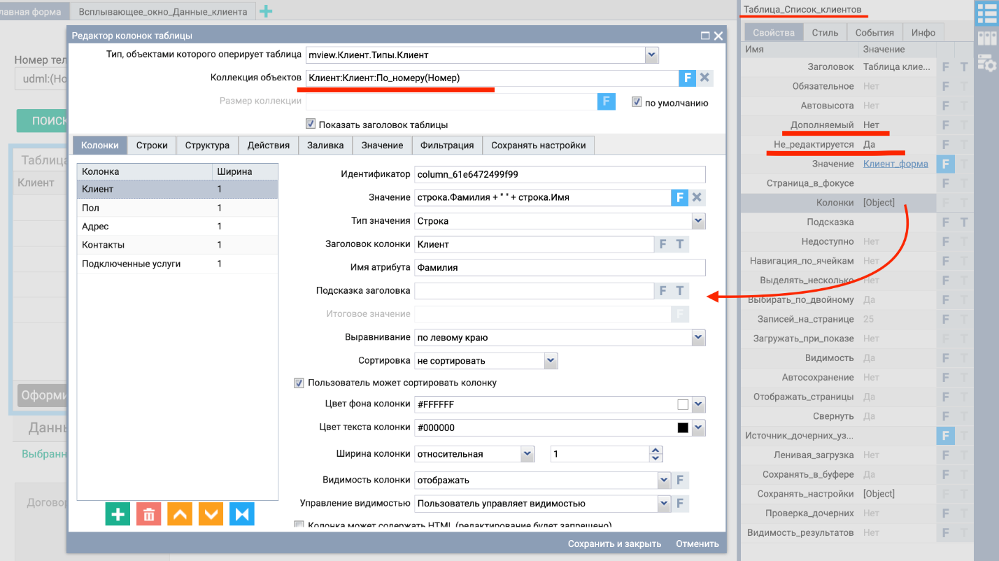 лавная форма
Всплывающее_окно_Данные_клиента
Номер тел
udml:(Но
ПОИСК
Таблица
Клиент
Оформи
Данны
Выбранн
Договор
Редактор колонок таблицы
Тип, объектами которого оперирует таблица mview.Клиент.Типы.Клиент
Коллекция объектов Клиент:Клиент:По_номеру(Номер) F
Размер коллекции F по умолчанию
Показать заголовок таблицы
Колонки Строки Структура Действия Заливка Значение Фильтрация Сохранять настройки
Колонка Ширина
Клиент 1
Пол 1
Адрес 1
Контакты 1
Подключенные услуги 1
Идентификатор column_61e6472499f99
Значение строка.Фамилия + " " + строка.Имя F
Тип значения Строка
Заголовок колонки Клиент F T
Имя атрибута Фамилия
Подсказка заголовка F T
Итоговое значение F
Выравнивание по левому краю
Сортировка не сортировать
Пользователь может сортировать колонку
Цвет фона колонки #FFFFFF
Цвет текста колонки #000000
Ширина колонки относительная 1
Видимость колонки отображать F
Управление видимостью Пользователь управляет видимостью F
Колонка может содержать HTML (редактирование будет запрещено)
Сохранить и закрыть Отменить
Таблица_Список_клиентов
Свойства Стиль События Инфо
Имя Значение
Заголовок Таблица клие... F T
Обязательное Нет F T
Автовысота Нет F T
Дополняемый Нет F T
Не_редактируется Да F T
Значение Клиент_форма F T
Страница_в_фокусе F T
Колонки [Object] F T
Подсказка F T
Недоступно Нет F T
Навигация_по_ячейкам Нет F T
Выделять_несколько Нет F T
Выбирать_по_двойному Да F T
Записей_на_странице 25 F T
Загружать_при_показе Нет F T
Видимость Да F T
Автосохранение Нет F T
Отображать_страницы Да F T
Свернуть Да F T
Источник_дочерних_уз... F T
Ленивая_загрузка Нет F T
Сохранять_в_буфере Да F T
Сохранять_настройки [Object] F T
Проверка_дочерних Нет F T
Видимость_результатов Нет F T